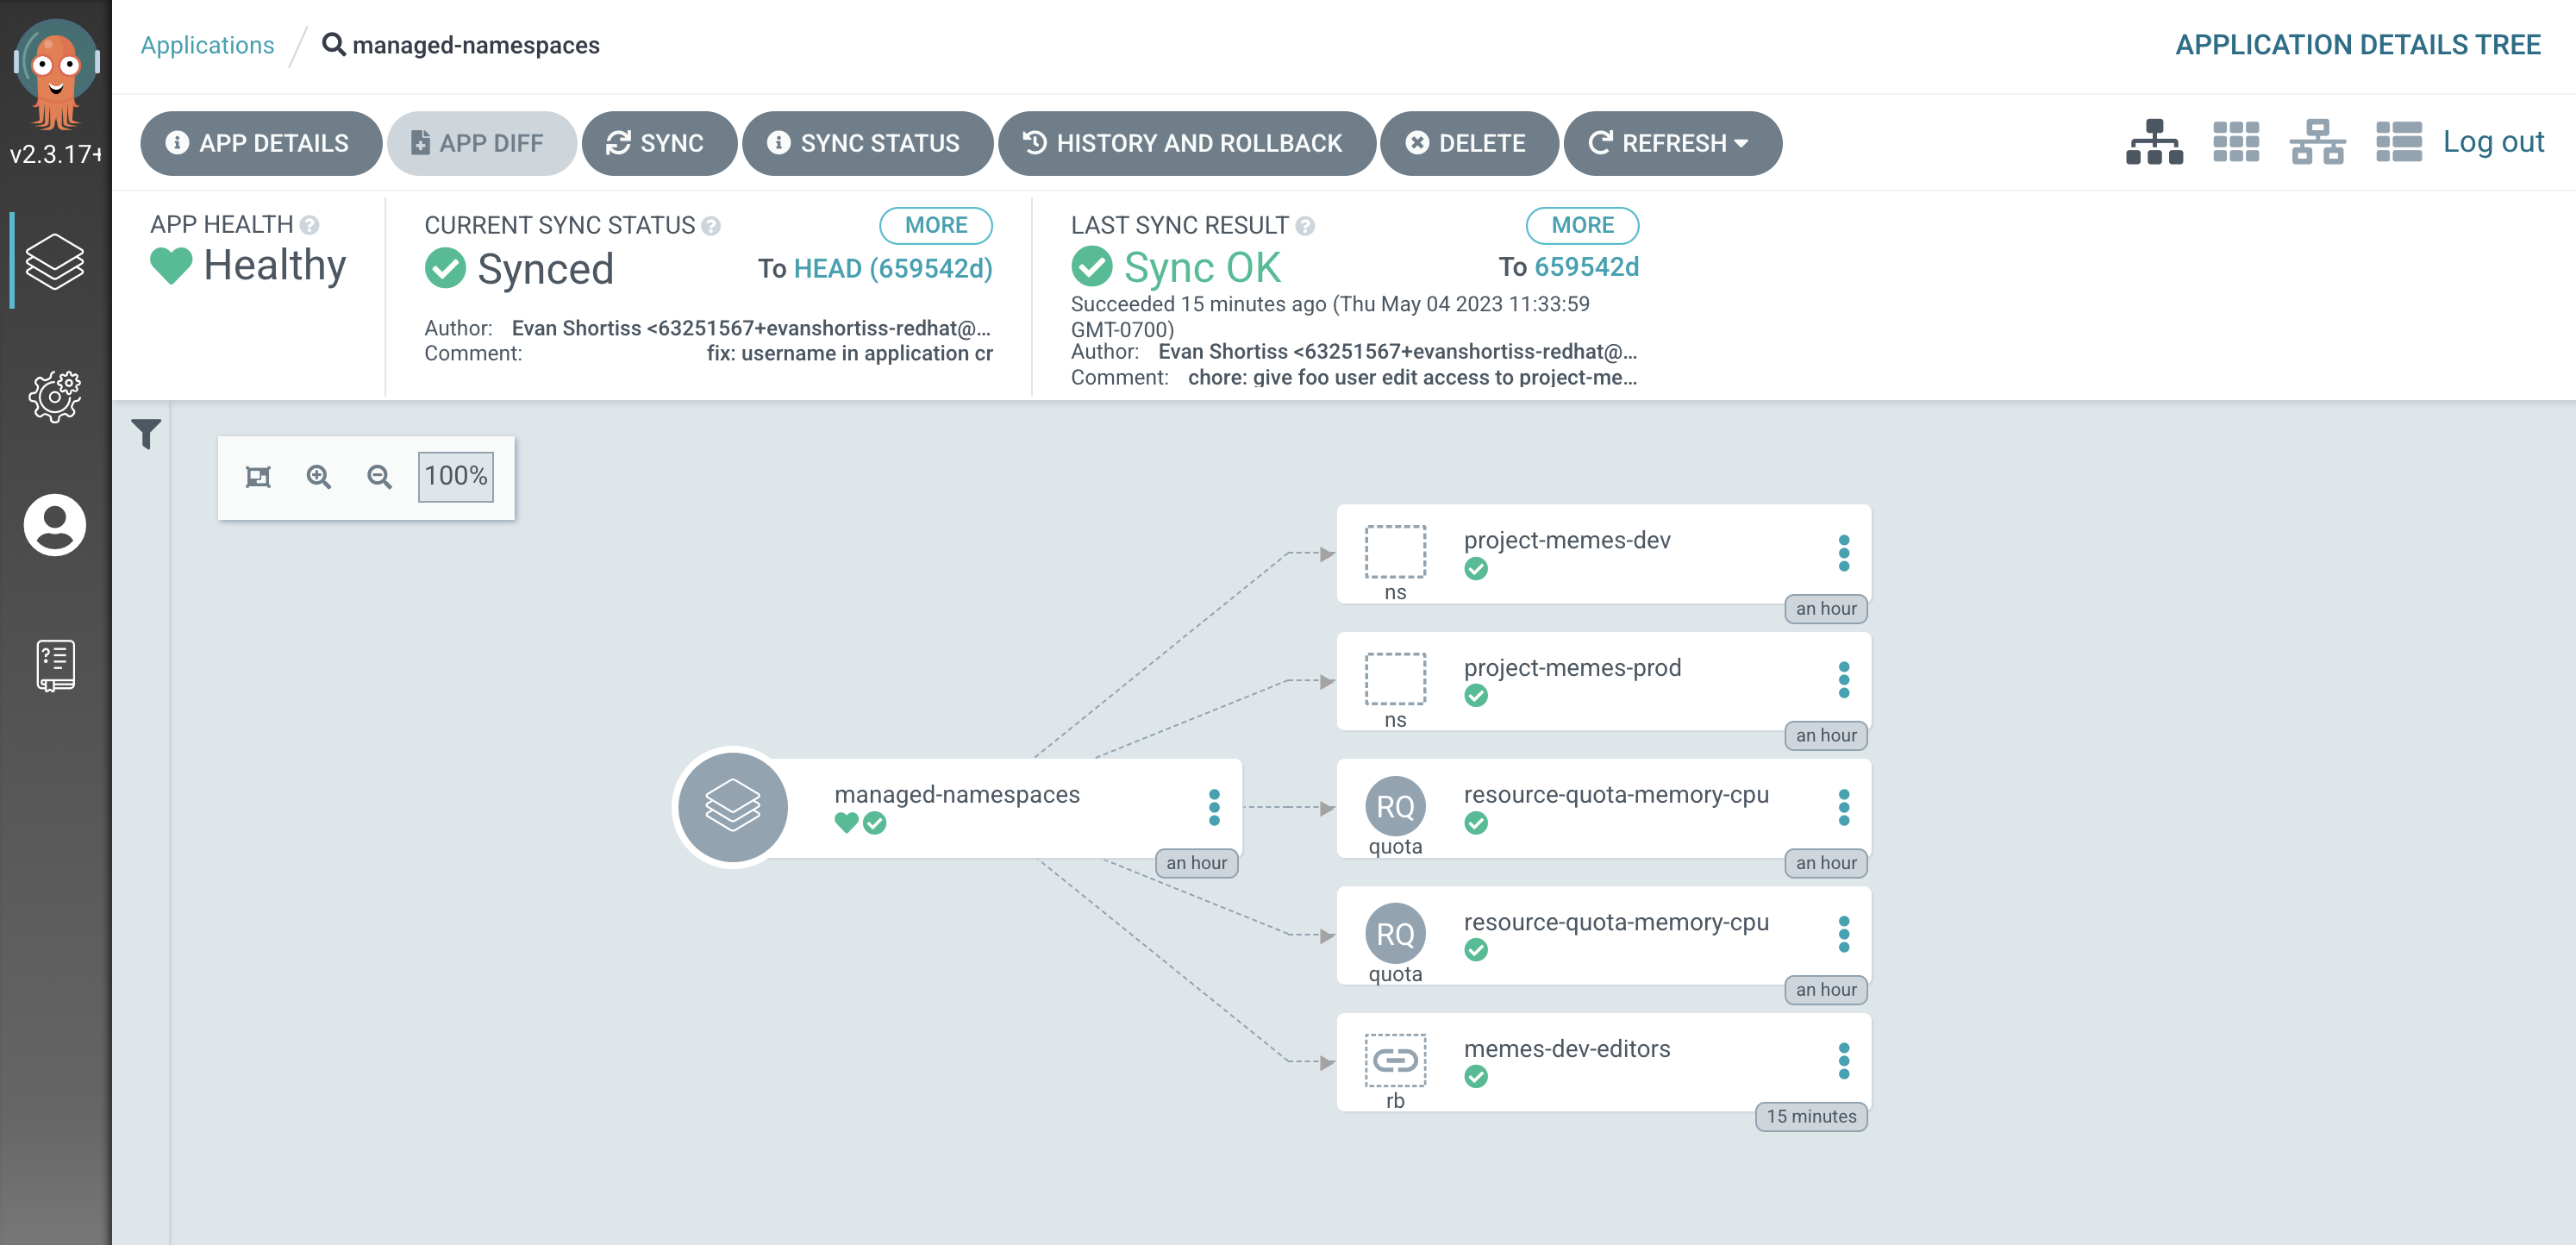 Applications
managed-namespaces
APPLICATION DETAILS TREE
v2.3.17+
APP DETAILS
APP DIFF
SYNC
SYNC STATUS
HISTORY AND ROLLBACK
DELETE
REFRESH
Log out
APP HEALTH
Healthy
CURRENT SYNC STATUS
MORE
Synced
To HEAD (659542d)
Author: Evan Shortiss <63251567+evanshortiss-redhat@...
Comment: fix: username in application cr
LAST SYNC RESULT
MORE
Sync OK
To 659542d
Succeeded 15 minutes ago (Thu May 04 2023 11:33:59
GMT-0700)
Author: Evan Shortiss <63251567+evanshortiss-redhat@...
Comment: chore: give foo user edit access to project-me...
100%
project-memes-dev
ns
an hour
project-memes-prod
ns
an hour
managed-namespaces
an hour
RQ
resource-quota-memory-cpu
quota
an hour
RQ
resource-quota-memory-cpu
quota
an hour
memes-dev-editors
rb
15 minutes